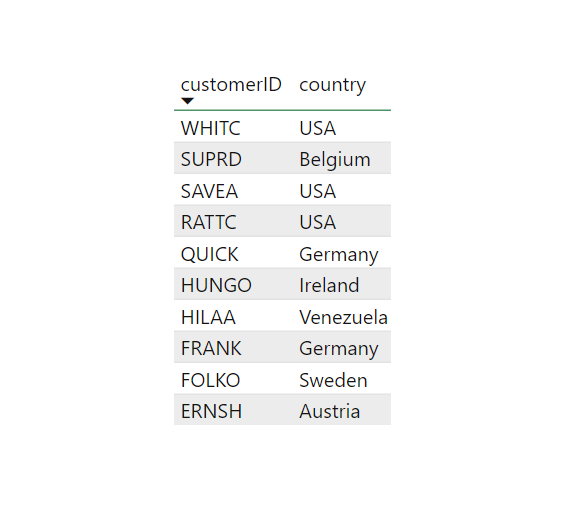 customerID country
WHITC USA
SUPRD Belgium
SAVEA USA
RATTC USA
QUICK Germany
HUNGO Ireland
HILAA Venezuela
FRANK Germany
FOLKO Sweden
ERNSH Austria